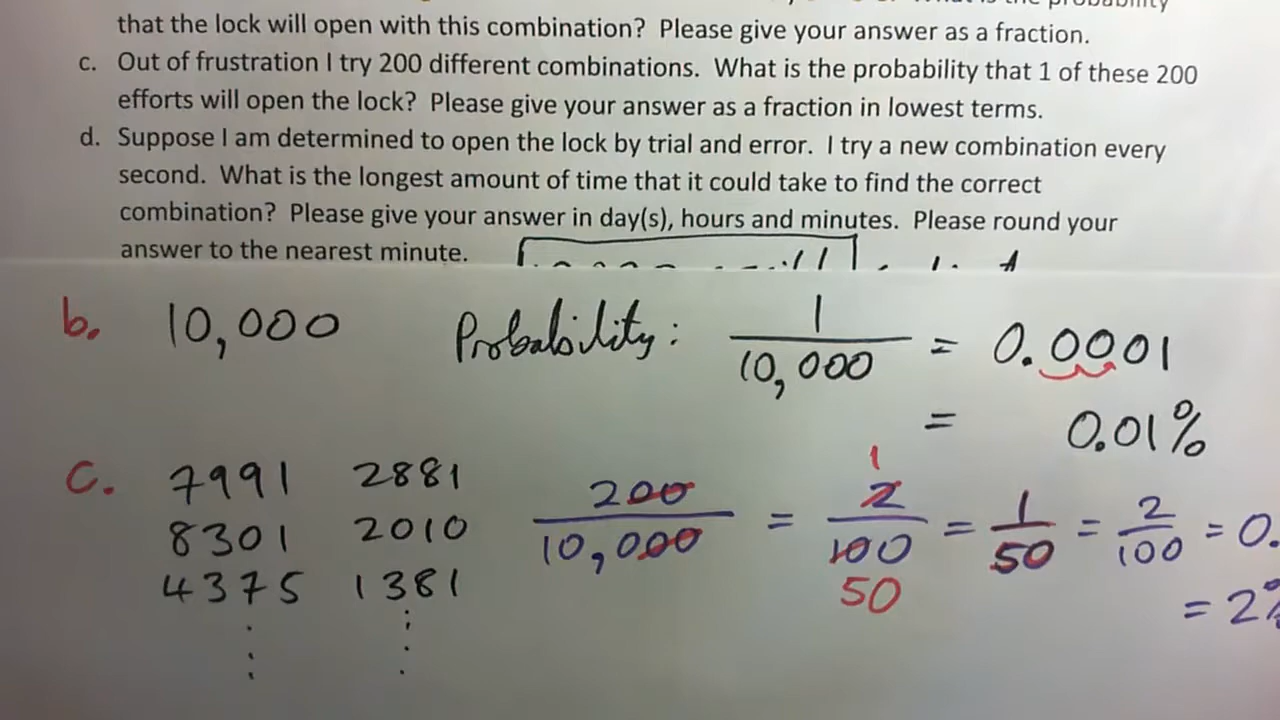 that the lock will open with this combination? Please give your answer as a fraction.
c. Out of frustration I try 200 different combinations. What is the probability that 1 of these 200
efforts will open the lock? Please give your answer as a fraction in lowest terms.
d. Suppose I am determined to open the lock by trial and error. I try a new combination every
second. What is the longest amount of time that it could take to find the correct
combination? Please give your answer in day(s), hours and minutes. Please round your
answer to the nearest minute.
b. 10,000 Probability: 1/10,000 = 0.0001
= 0.01%
c. 7991 2881 200/10,000 = 2/100 = 1/50 = 2/100 = 0.
1
8301 2010
4375 1381 50 = 2%